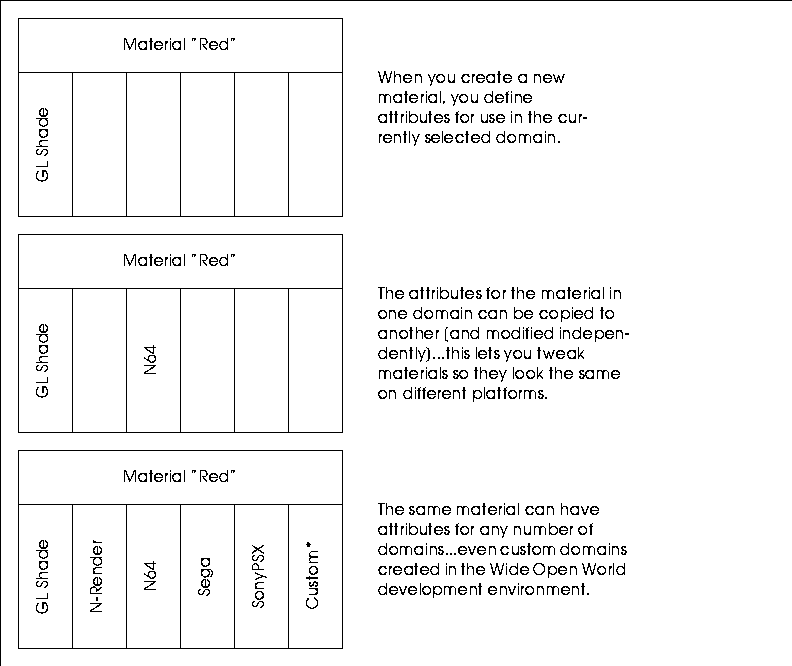 Material "Red"
GL Shade
When you create a new
material, you define
attributes for use in the cur-
rently selected domain.
Material "Red"
GL Shade
N64
The attributes for the material in
one domain can be copied to
another (and modified indepen-
dently)...this lets you tweak
materials so they look the same
on different platforms.
Material "Red"
GL Shade
N-Render
N64
Sega
SonyPSX
Custom*
The same material can have
attributes for any number of
domains...even custom domains
created in the Wide Open World
development environment.